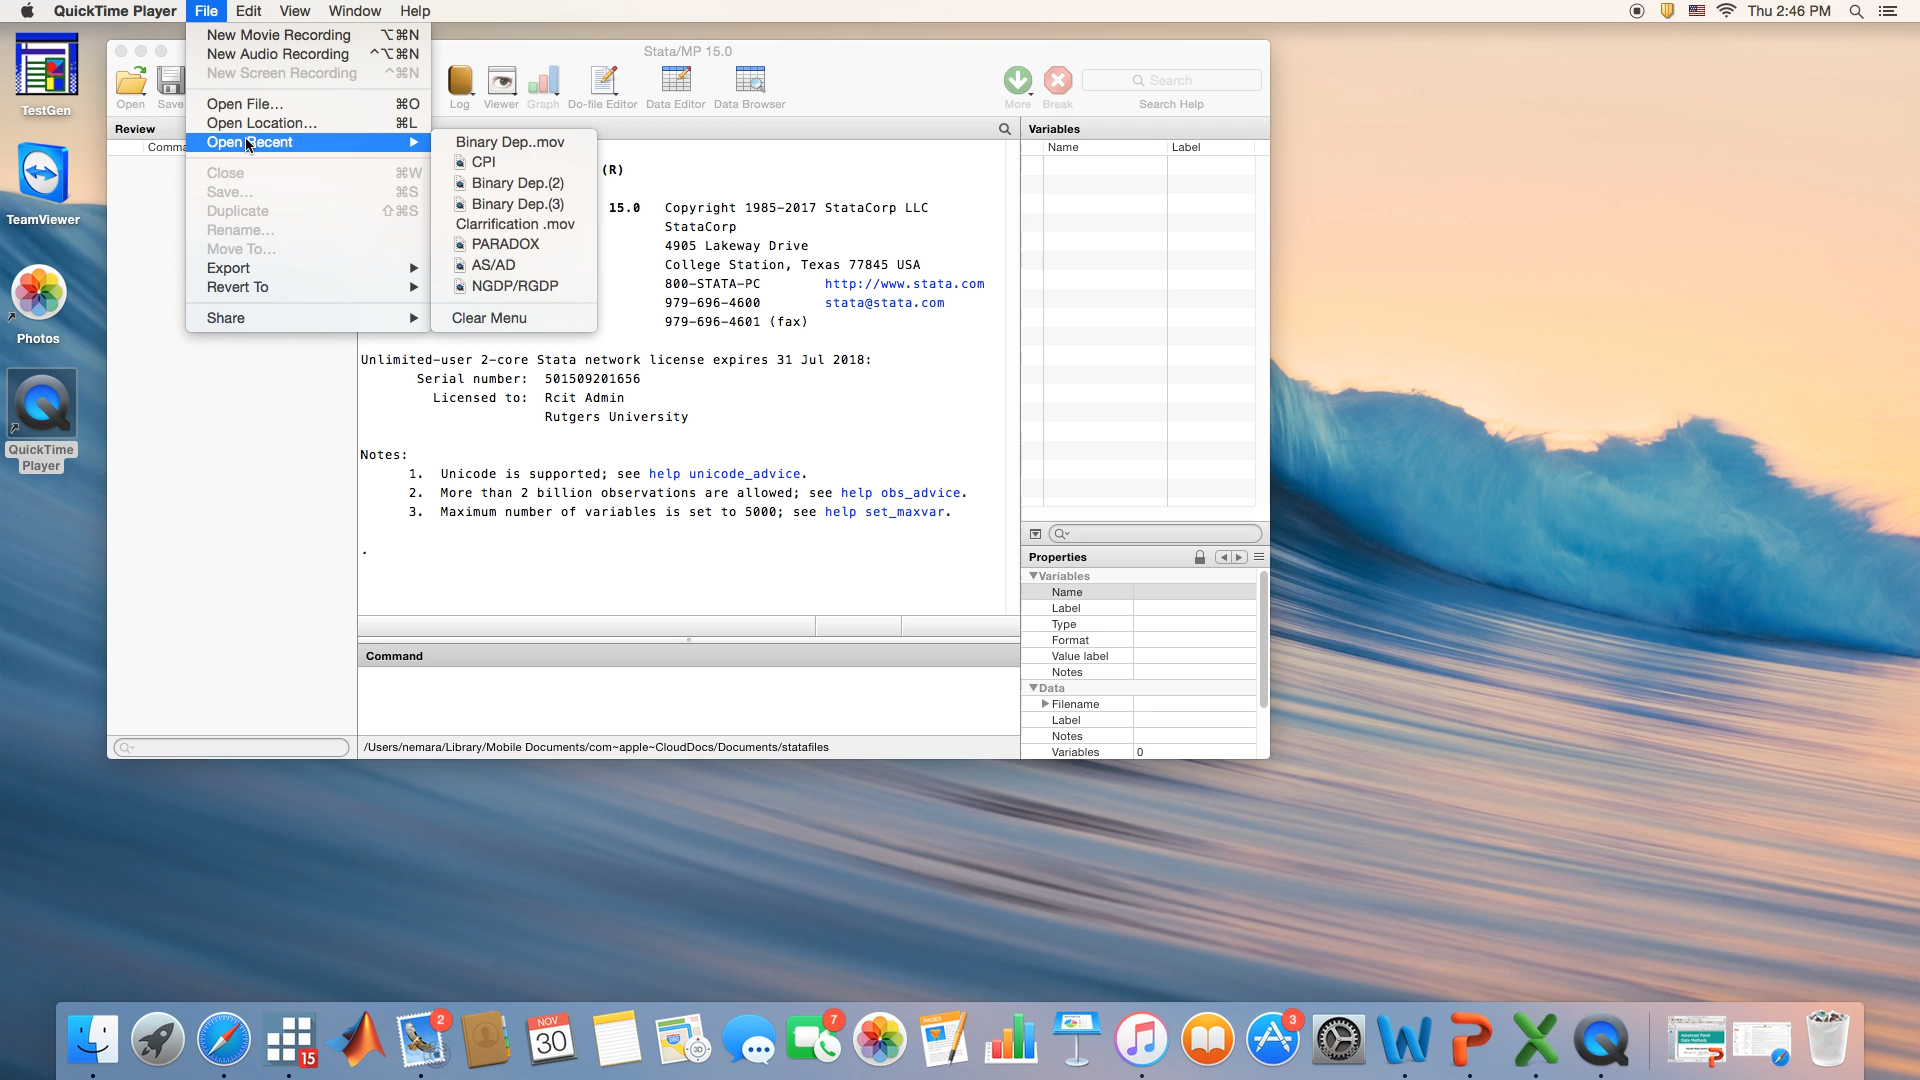 QuickTime Player File Edit View Window Help Thu 2:46 PM
New Movie Recording ⌥⌘N
New Audio Recording ^⌥⌘N
New Screen Recording ^⌘N
Open File... ⌘O
Open Location... ⌘L
Open Recent
Close ⌘W
Save... ⌘S
Duplicate ⇧⌘S
Rename...
Move To...
Export
Revert To
Share
Binary Dep..mov
CPI
Binary Dep.(2)
Binary Dep.(3)
Clarrification .mov
PARADOX
AS/AD
NGDP/RGDP
Clear Menu
TestGen
TeamViewer
Photos
QuickTime
Player
Stata/MP 15.0
Open Save Log Viewer Graph Do-file Editor Data Editor Data Browser More Break Search
Search Help
Review
Comma
(R)
15.0 Copyright 1985-2017 StataCorp LLC
StataCorp
4905 Lakeway Drive
College Station, Texas 77845 USA
800-STATA-PC http://www.stata.com
979-696-4600 stata@stata.com
979-696-4601 (fax)
Unlimited-user 2-core Stata network license expires 31 Jul 2018:
Serial number: 501509201656
Licensed to: Rcit Admin
Rutgers University
Notes:
1. Unicode is supported; see help unicode_advice.
2. More than 2 billion observations are allowed; see help obs_advice.
3. Maximum number of variables is set to 5000; see help set_maxvar.
.
Command
/Users/nemara/Library/Mobile Documents/com~apple~CloudDocs/Documents/statafiles
Variables
Name Label
Properties
Variables
Name
Label
Type
Format
Value label
Notes
Data
Filename
Label
Notes
Variables 0
15
2
NOV
30
7
PAGES
3
Advanced Panel
Data Methods